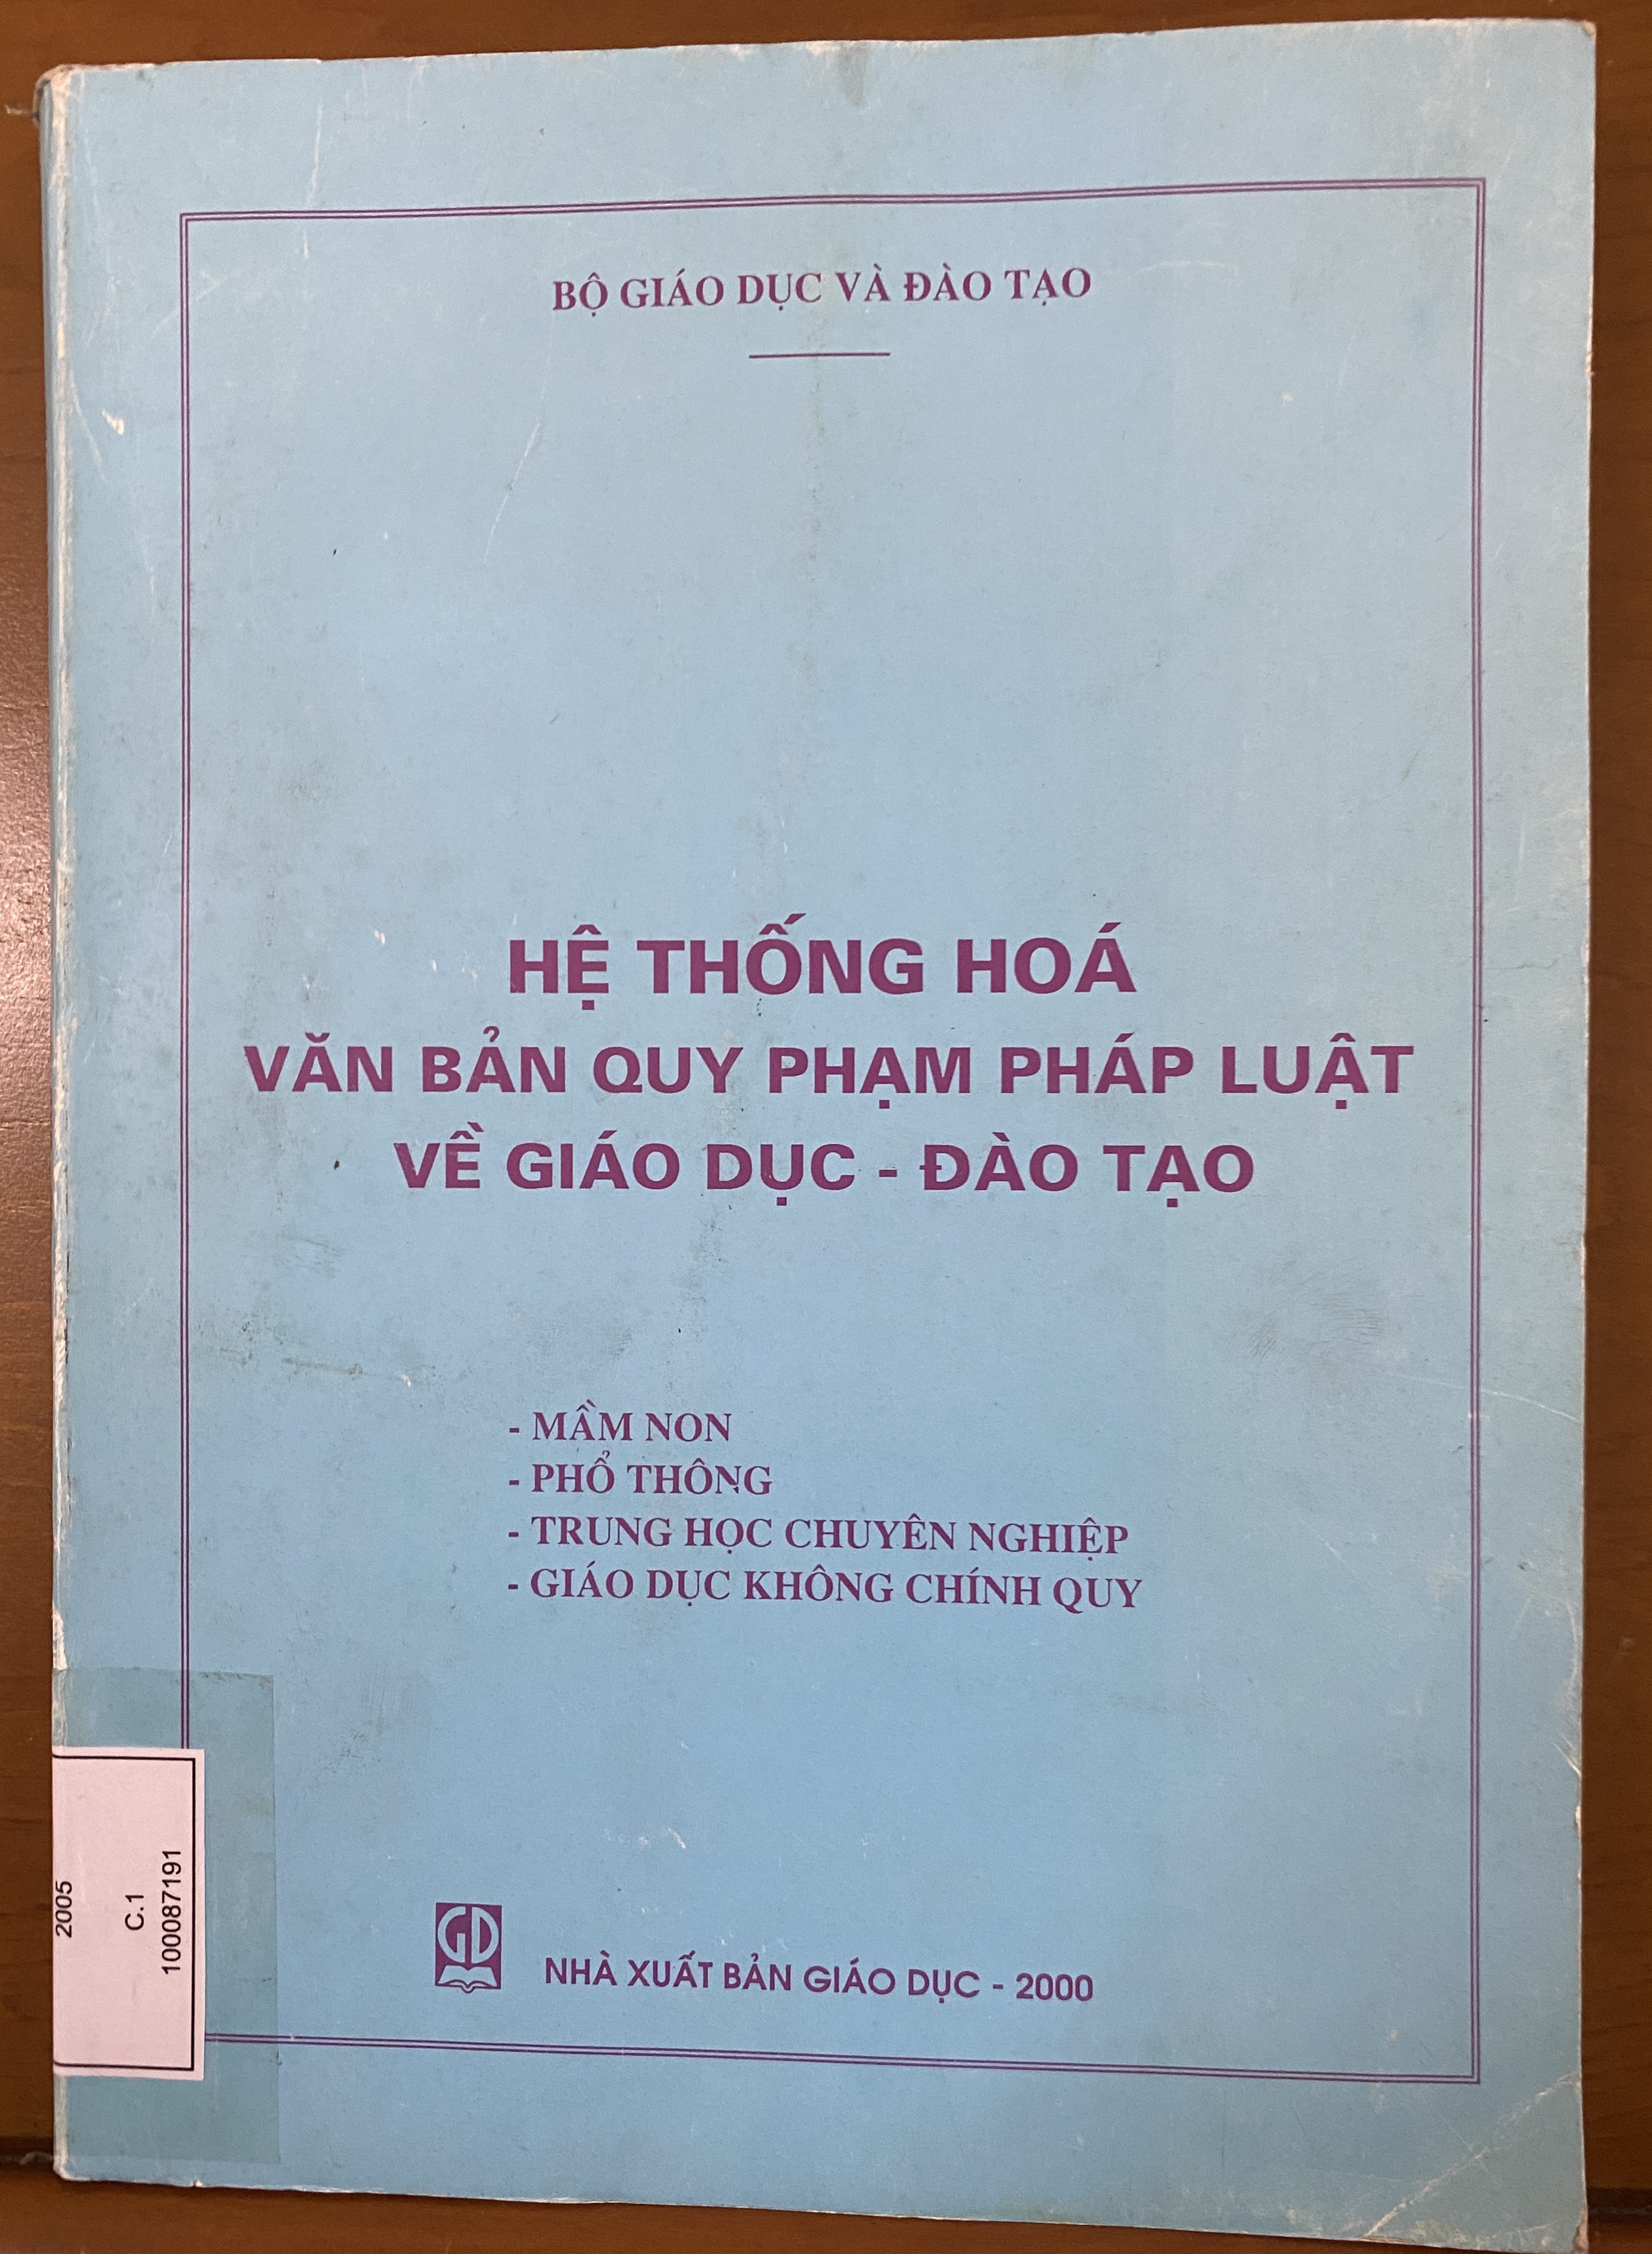 BỘ GIÁO DỤC VÀ ĐÀO TẠO
HỆ THỐNG HOÁ
VĂN BẢN QUY PHẠM PHÁP LUẬT
VỀ GIÁO DỤC - ĐÀO TẠO
- MẦM NON
- PHỔ THÔNG
- TRUNG HỌC CHUYÊN NGHIỆP
- GIÁO DỤC KHÔNG CHÍNH QUY
2005
C.1
100087191
GD
NHÀ XUẤT BẢN GIÁO DỤC - 2000